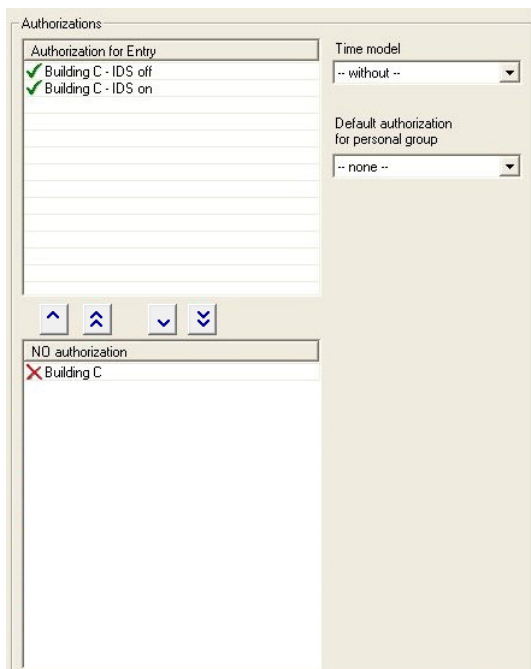 Authorizations
Authorization for Entry
Building C - IDS off
Building C - IDS on
Time model
-- without --
Default authorization
for personal group
-- none --
NO authorization
Building C